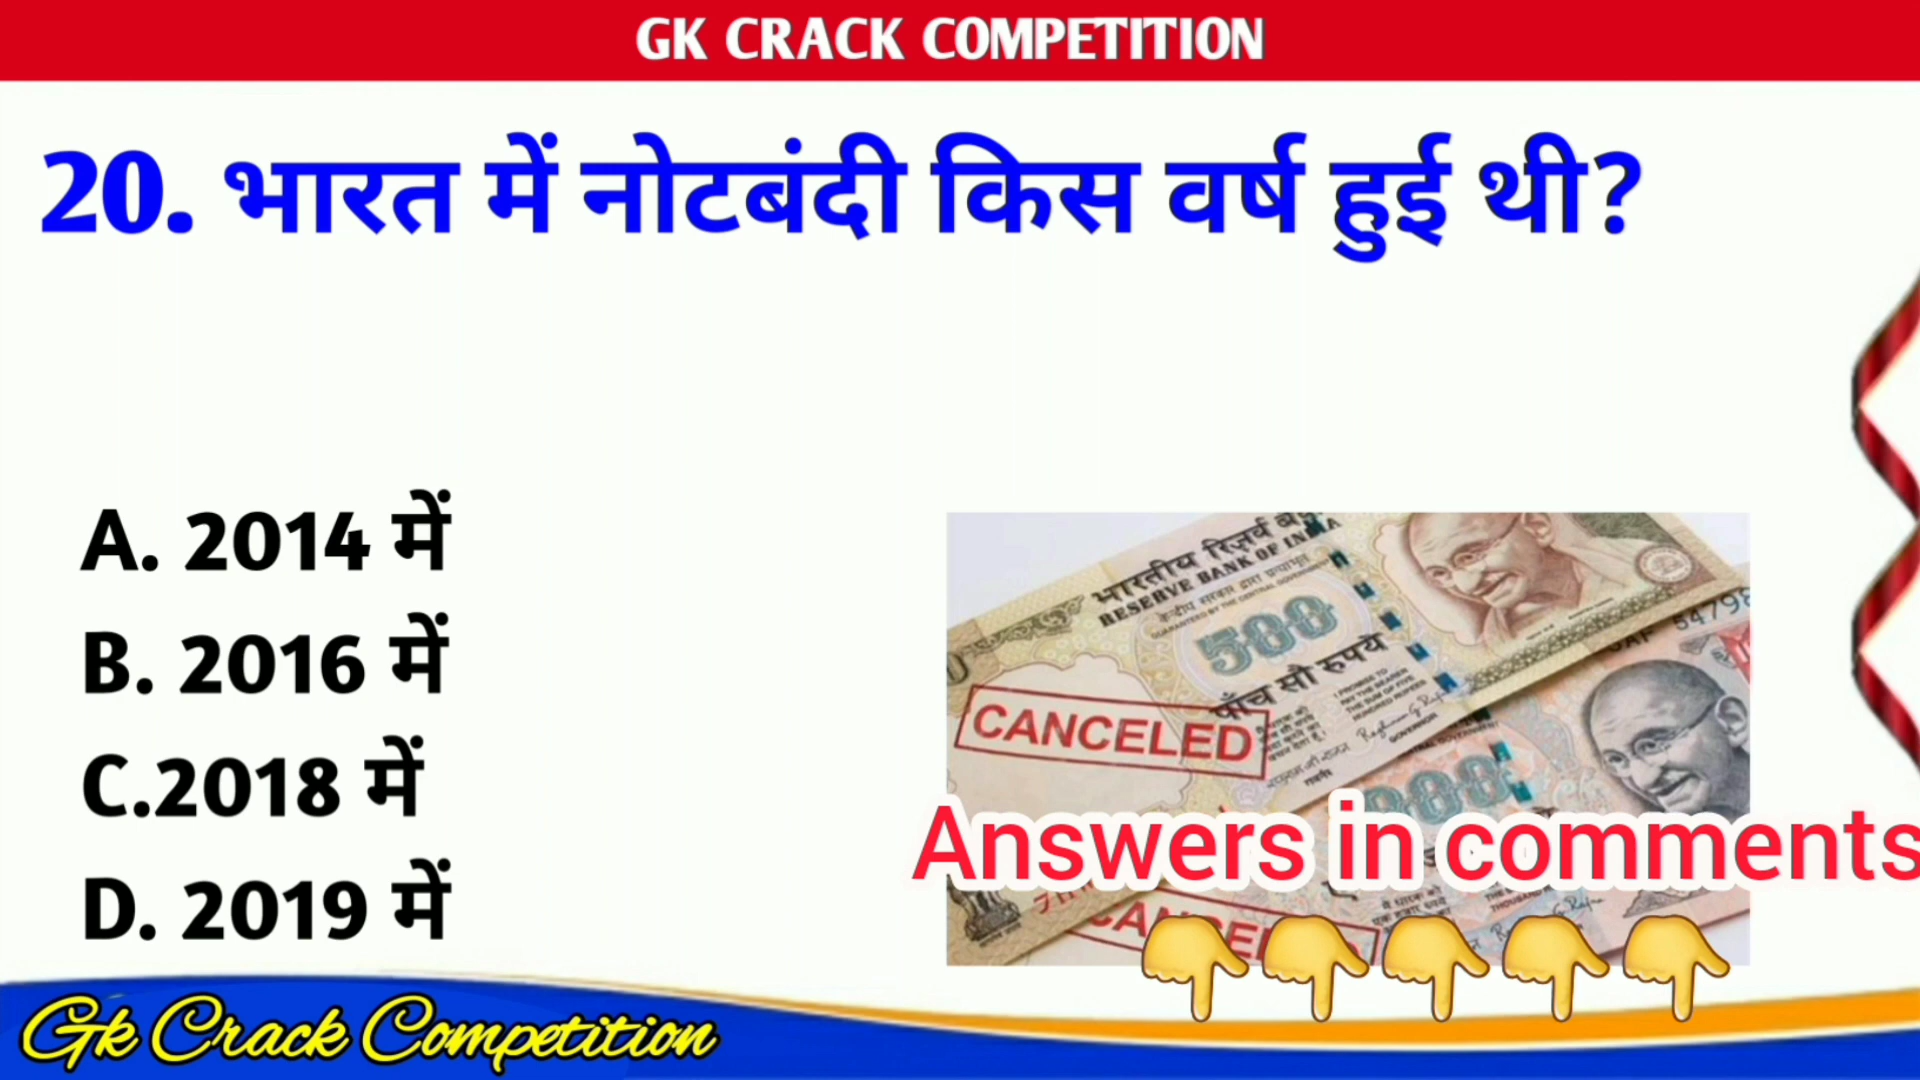 GK CRACK COMPETITION
20. भारत में नोटबंदी किस वर्ष हुई थी?
A. 2014 में
B. 2016 में
C.2018 में
D. 2019 में
भारतीय रिज़र्व बैंक
RESERVE BANK OF INDIA
500
पाँच सौ रुपये
CANCELED
Answers in comments
Gk Crack Competition